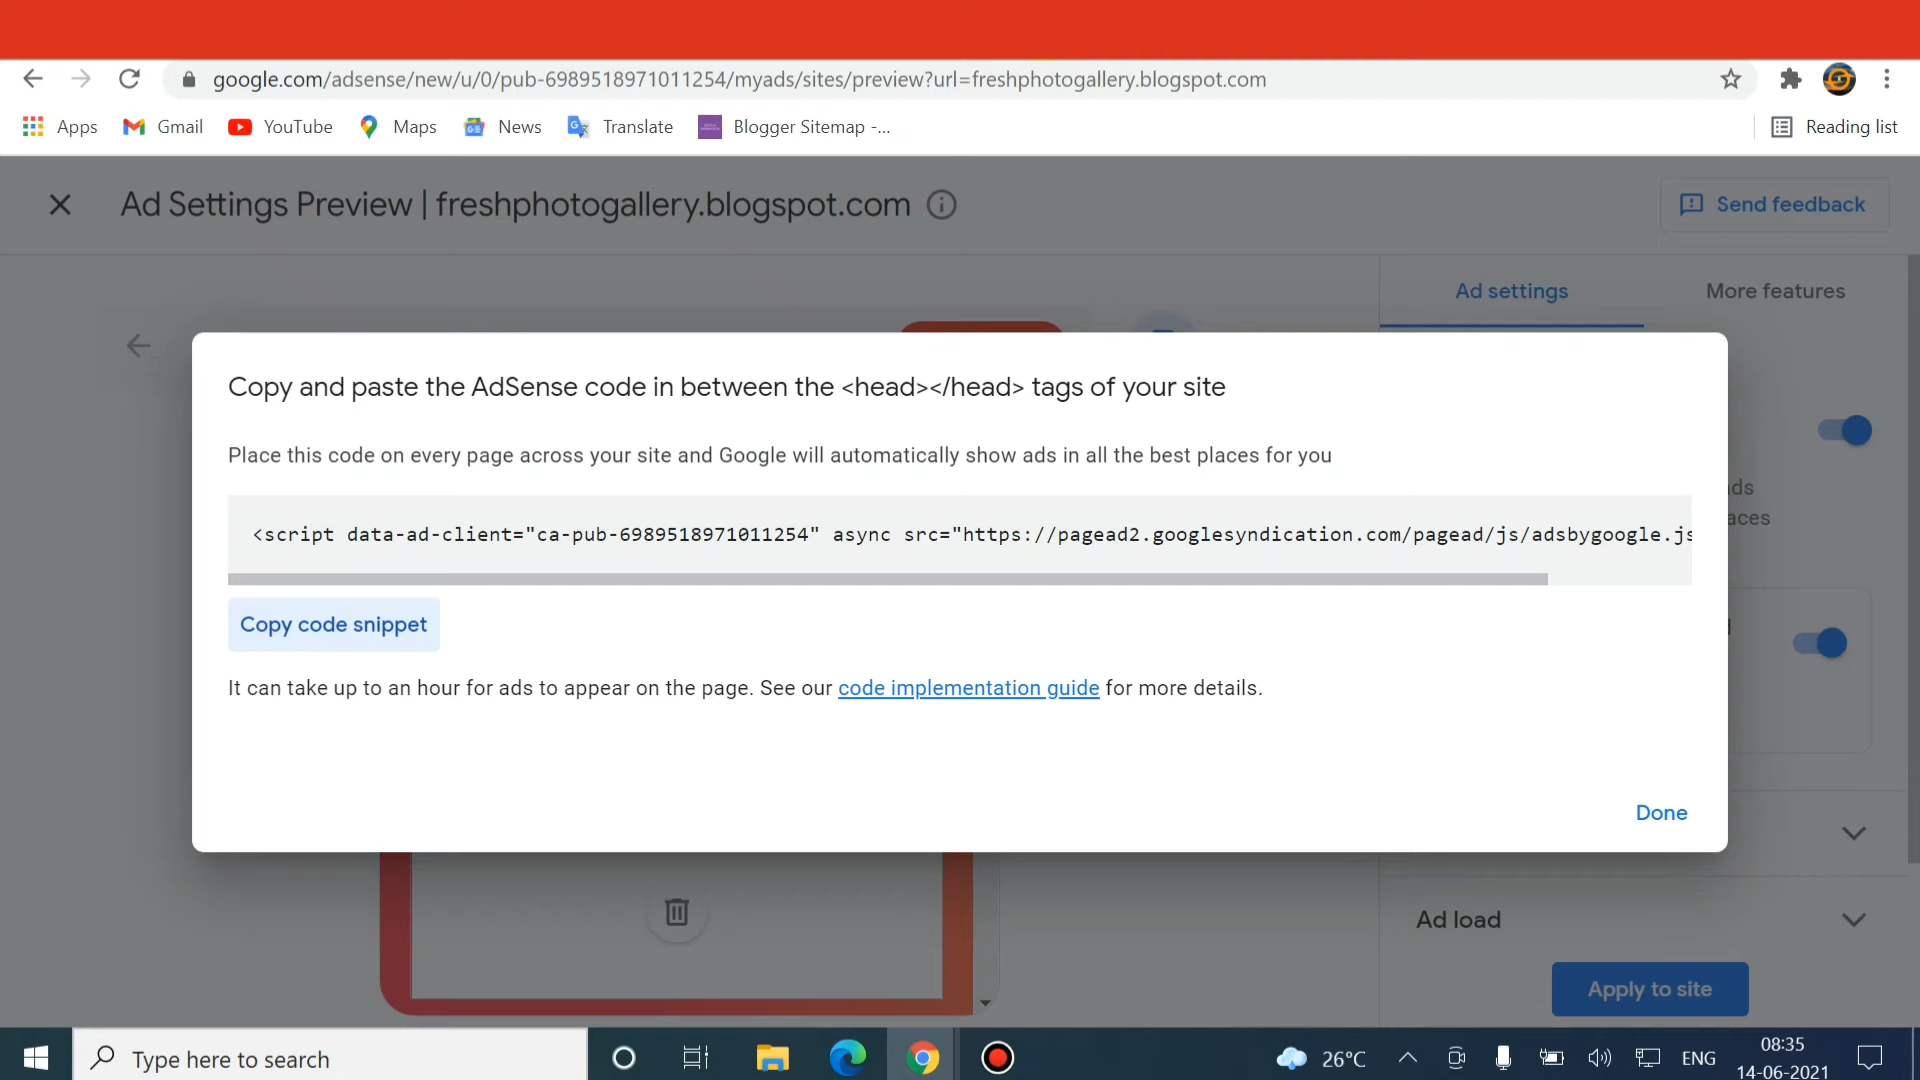 google.com/adsense/new/u/0/pub-6989518971011254/myads/sites/preview?url=freshphotogallery.blogspot.com
Apps Gmail YouTube Maps News Translate Blogger Sitemap -... Reading list
Ad Settings Preview | freshphotogallery.blogspot.com Send feedback
Ad settings More features
Copy and paste the AdSense code in between the <head></head> tags of your site
Place this code on every page across your site and Google will automatically show ads in all the best places for you
<script data-ad-client="ca-pub-6989518971011254" async src="https://pagead2.googlesyndication.com/pagead/js/adsbygoogle.js
Copy code snippet
It can take up to an hour for ads to appear on the page. See our code implementation guide for more details.
Done
Ad load
Apply to site
Type here to search
26°C
ENG
08:35
14-06-2021